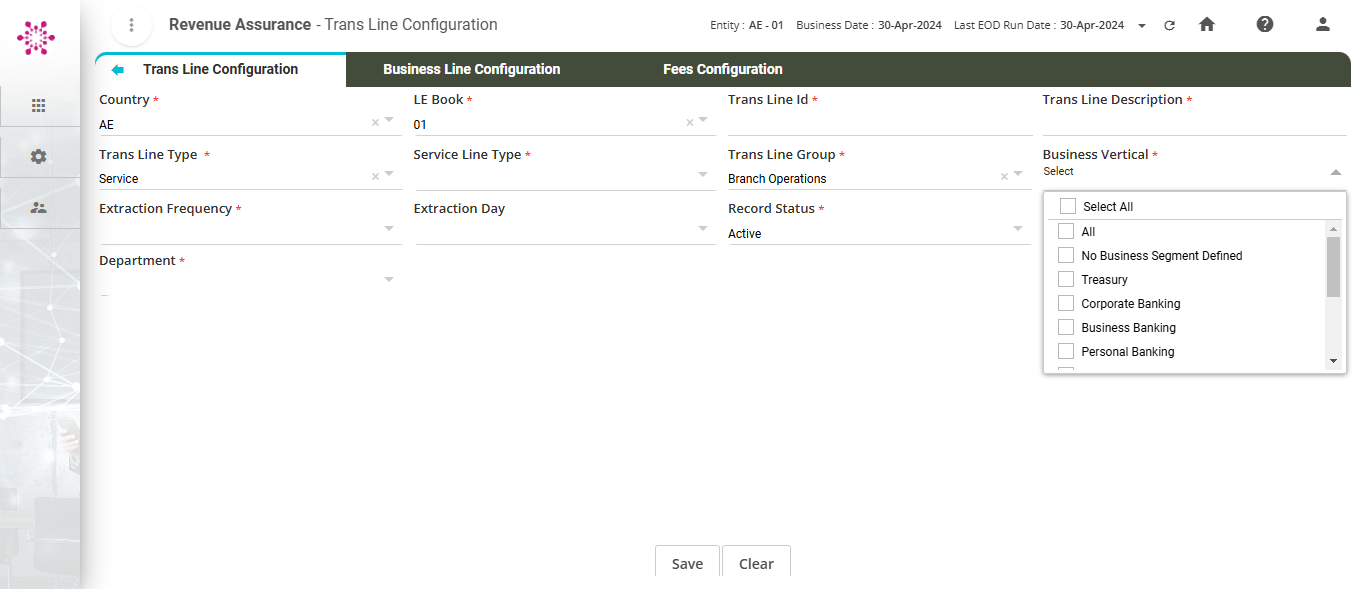 Revenue Assurance - Trans Line Configuration
Entity : AE - 01 Business Date : 30-Apr-2024 Last EOD Run Date : 30-Apr-2024
Trans Line Configuration Business Line Configuration Fees Configuration
Country * LE Book * Trans Line Id * Trans Line Description *
AE 01
Trans Line Type * Service Line Type * Trans Line Group * Business Vertical *
Service Branch Operations Select
Extraction Frequency * Extraction Day Record Status *
Active
Department *
Select All
All
No Business Segment Defined
Treasury
Corporate Banking
Business Banking
Personal Banking
Save Clear